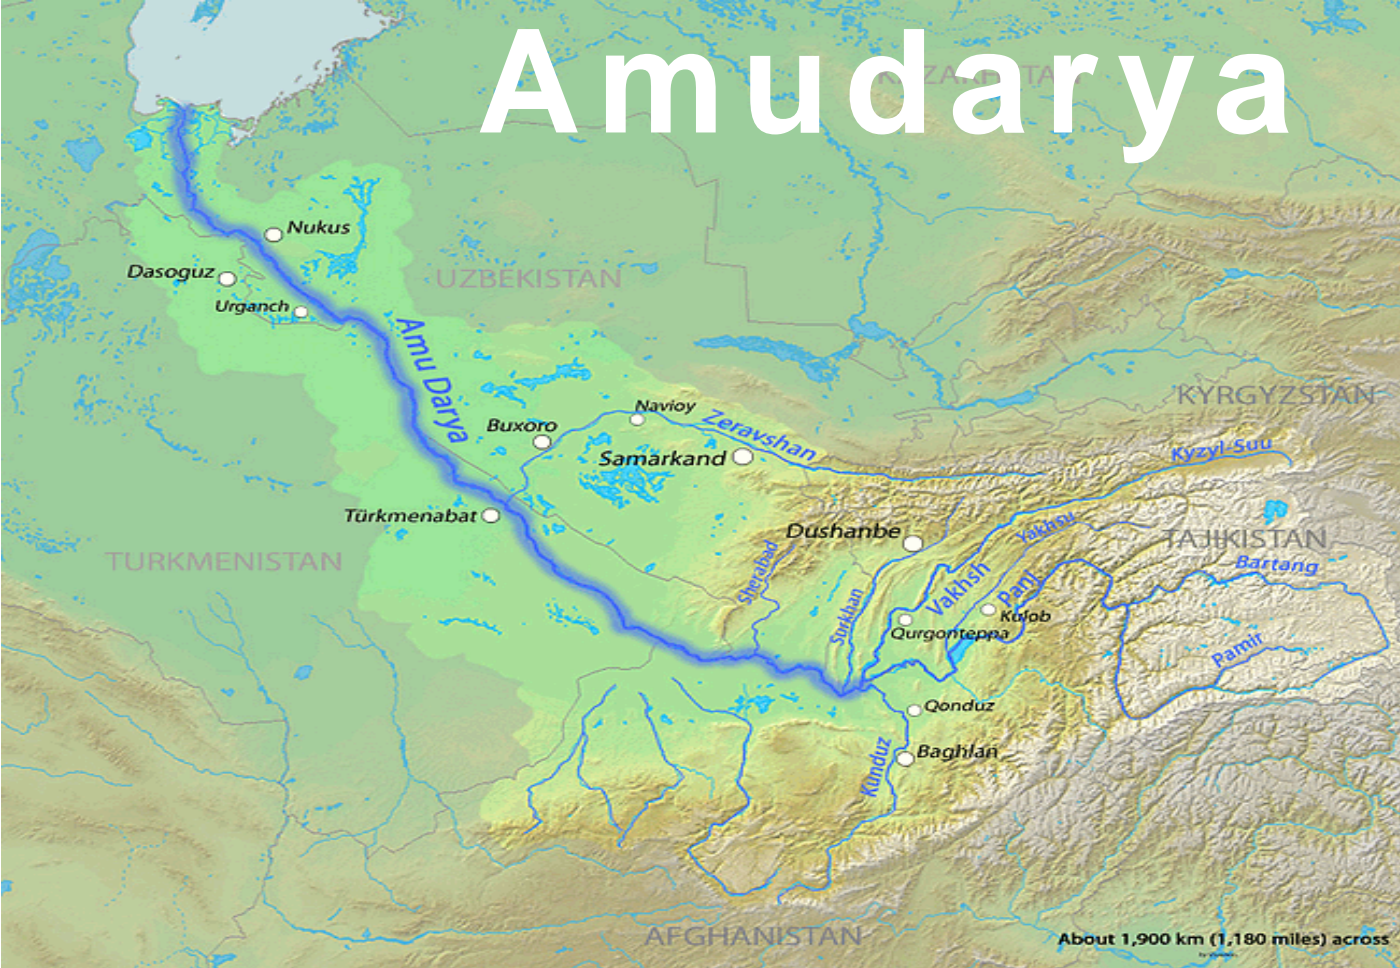 Amudarya
KAZAKHSTAN
Nukus
Dasoguz
UZBEKISTAN
Urganch
Amu Darya
KYRGYZSTAN
Navioy
Buxoro
Zeravshan
Samarkand
Kyzyl-Suu
Türkmenabat
Dushanbe
Yakhsu
TAJIKISTAN
TURKMENISTAN
Sherabad
Surkhan
Vakhsh
Panj
Bartang
Kulob
Qurgonteppa
Pamir
Qonduz
Baghlan
Kunduz
AFGHANISTAN
About 1,900 km (1,180 miles) across